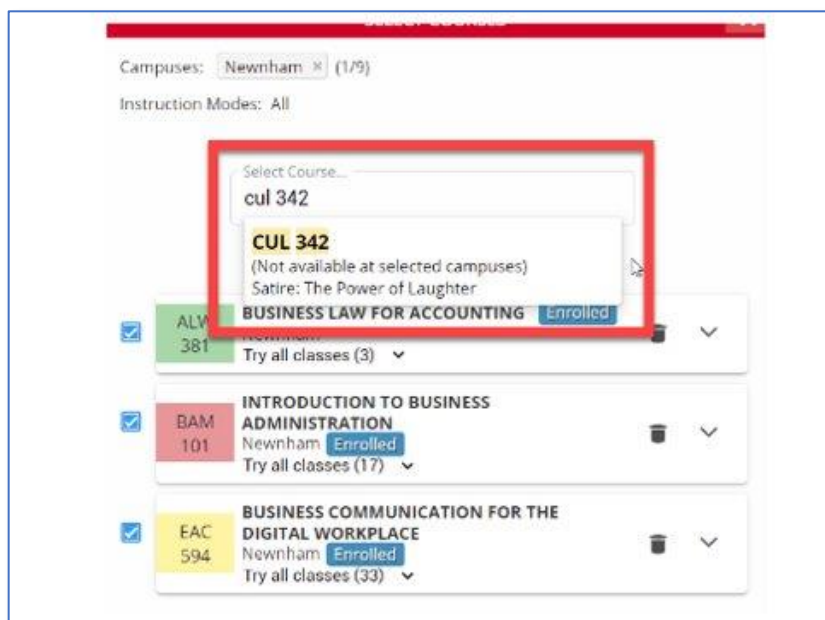 SELECT COURSES
Campuses: Newnham × (1/9)
Instruction Modes: All
Select Course...
cul 342
CUL 342
(Not available at selected campuses)
Satire: The Power of Laughter
BUSINESS LAW FOR ACCOUNTING Enrolled
381
Try all classes (3)
INTRODUCTION TO BUSINESS
BAM
ADMINISTRATION
101
Newnham Enrolled
Try all classes (17)
BUSINESS COMMUNICATION FOR THE
EAC
DIGITAL WORKPLACE
594
Newnham Enrolled
Try all classes (33)